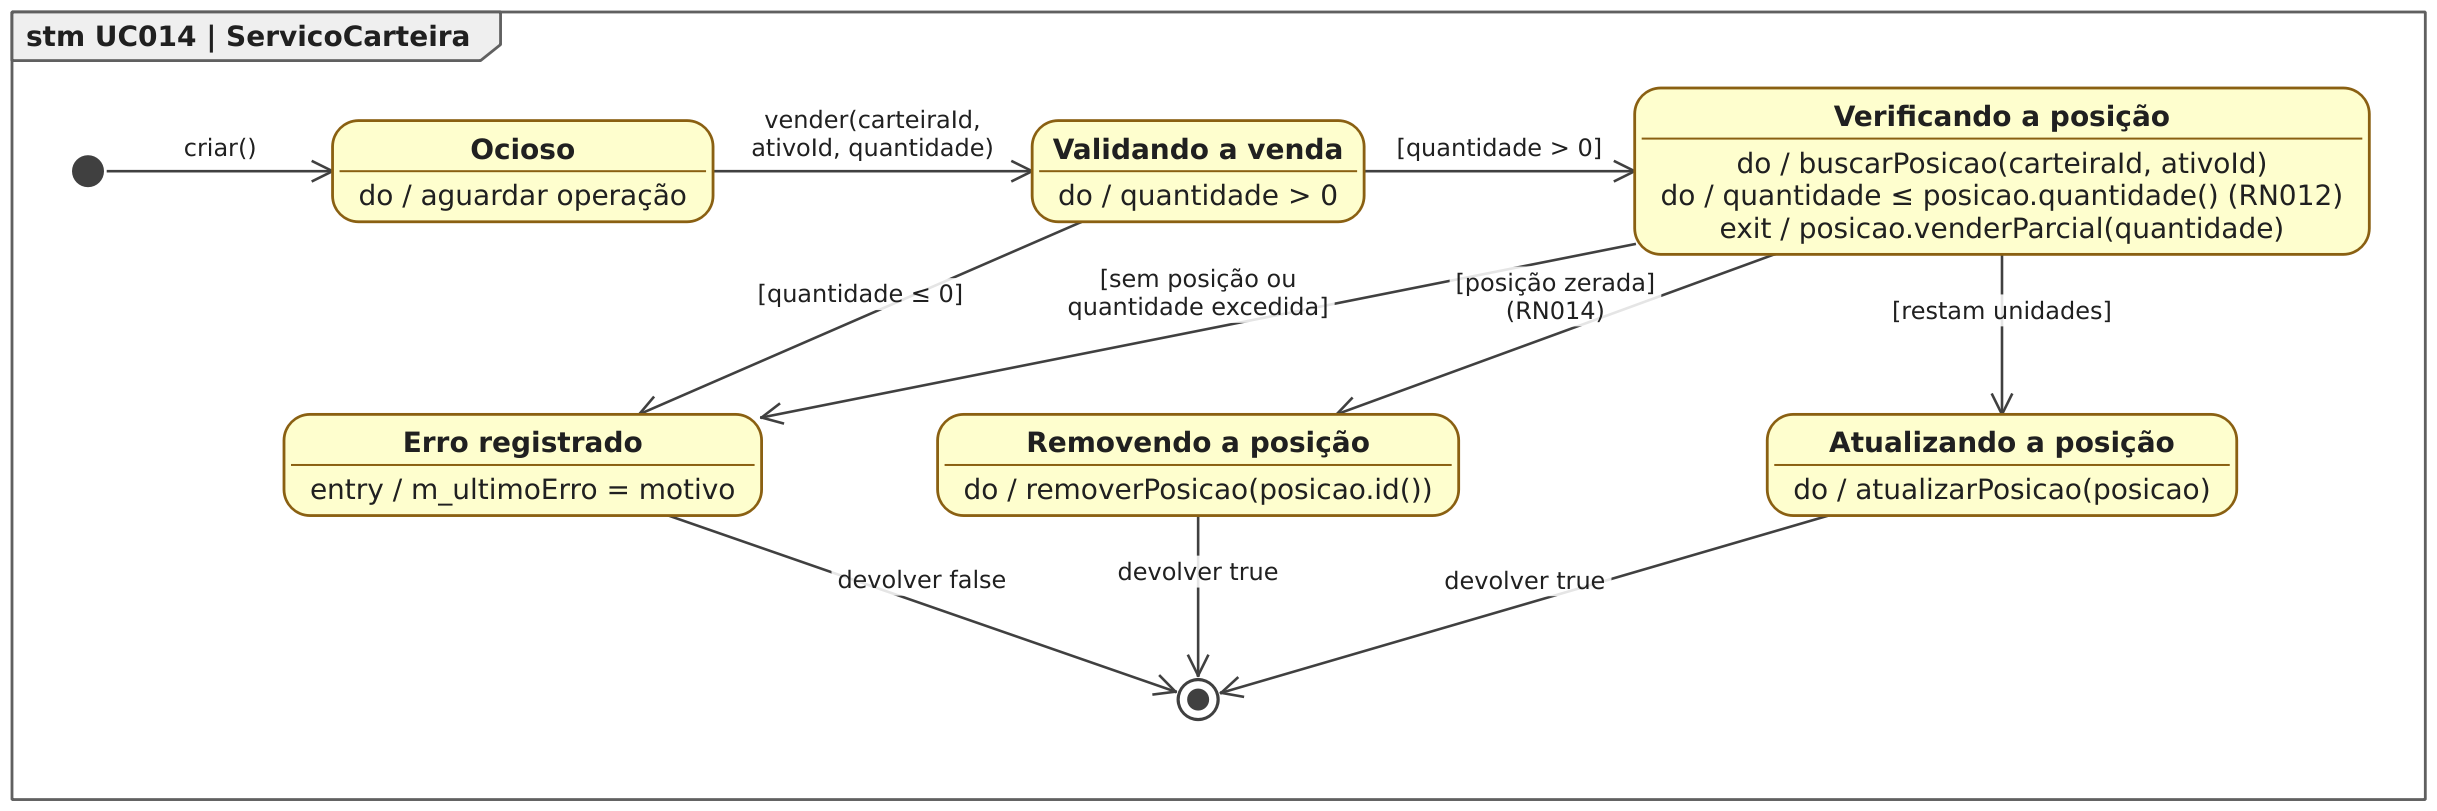 stm UC014 | ServicoCarteira
criar()
Ocioso
do / aguardar operação
vender(carteiraId,
ativoId, quantidade)
Validando a venda
do / quantidade > 0
[quantidade > 0]
Verificando a posição
do / buscarPosicao(carteiraId, ativoId)
do / quantidade ≤ posicao.quantidade() (RN012)
exit / posicao.venderParcial(quantidade)
[quantidade ≤ 0]
[sem posição ou
quantidade excedida]
[posição zerada]
(RN014)
[restam unidades]
Erro registrado
entry / m_ultimoErro = motivo
Removendo a posição
do / removerPosicao(posicao.id())
Atualizando a posição
do / atualizarPosicao(posicao)
devolver false
devolver true
devolver true